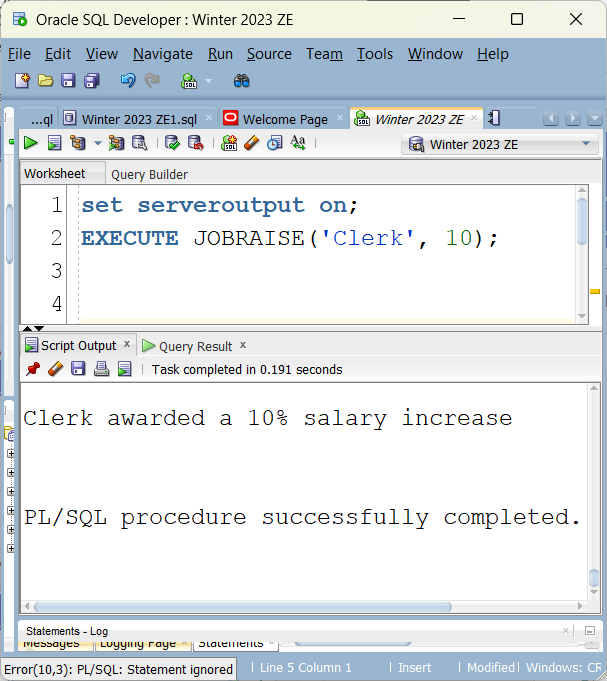 Oracle SQL Developer : Winter 2023 ZE
File Edit View Navigate Run Source Team Tools Window Help
SQL
...ql Winter 2023 ZE1.sql × Welcome Page × Winter 2023 ZE ×
Winter 2023 ZE
Worksheet Query Builder
1 set serveroutput on;
2 EXECUTE JOBRAISE('Clerk', 10);
3
4
Script Output × Query Result ×
Task completed in 0.191 seconds
Clerk awarded a 10% salary increase
PL/SQL procedure successfully completed.
Statements - Log
Messages Logging Page × Statements ×
Error(10,3): PL/SQL: Statement ignored Line 5 Column 1 Insert Modified Windows: CR